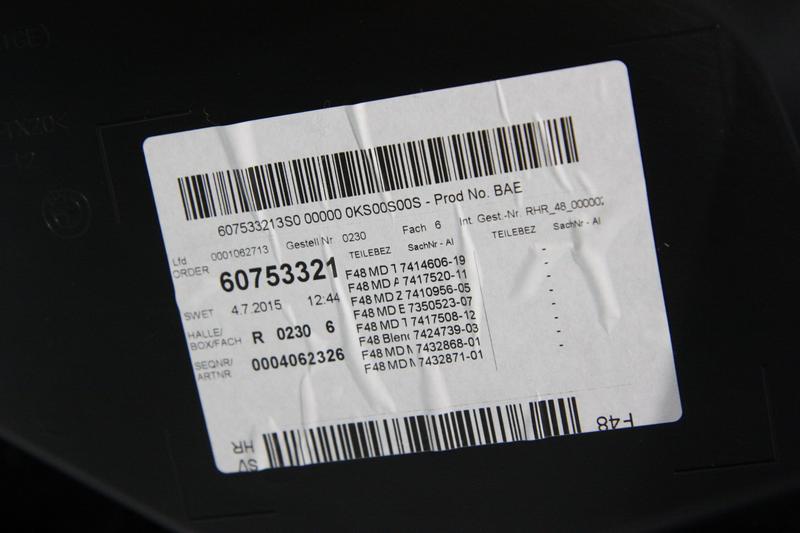 607533213S0 00000 0KS00S00S - Prod No. BAE
Lfd 0001062713 Gestell Nr 0230 Fach 6 Int. Gest.-Nr. RHR_48_00000
ORDER 60753321 TEILEBEZ SachNr - AI TEILEBEZ SachNr - AI
F48 MD T 7414606-19 -
F48 MD A 7417520-11 -
SWET 4.7.2015 12:44 F48 MD Z 7410956-05 -
F48 MD E 7350523-07 -
HALLE/ BOX/FACH R 0230 6 F48 MD T 7417508-12 -
F48 Blen 7424739-03 -
SEQNR/ ARTNR 0004062326 F48 MD 7432868-01 -
F48 MD 7432871-01 -
SV
HR
F48